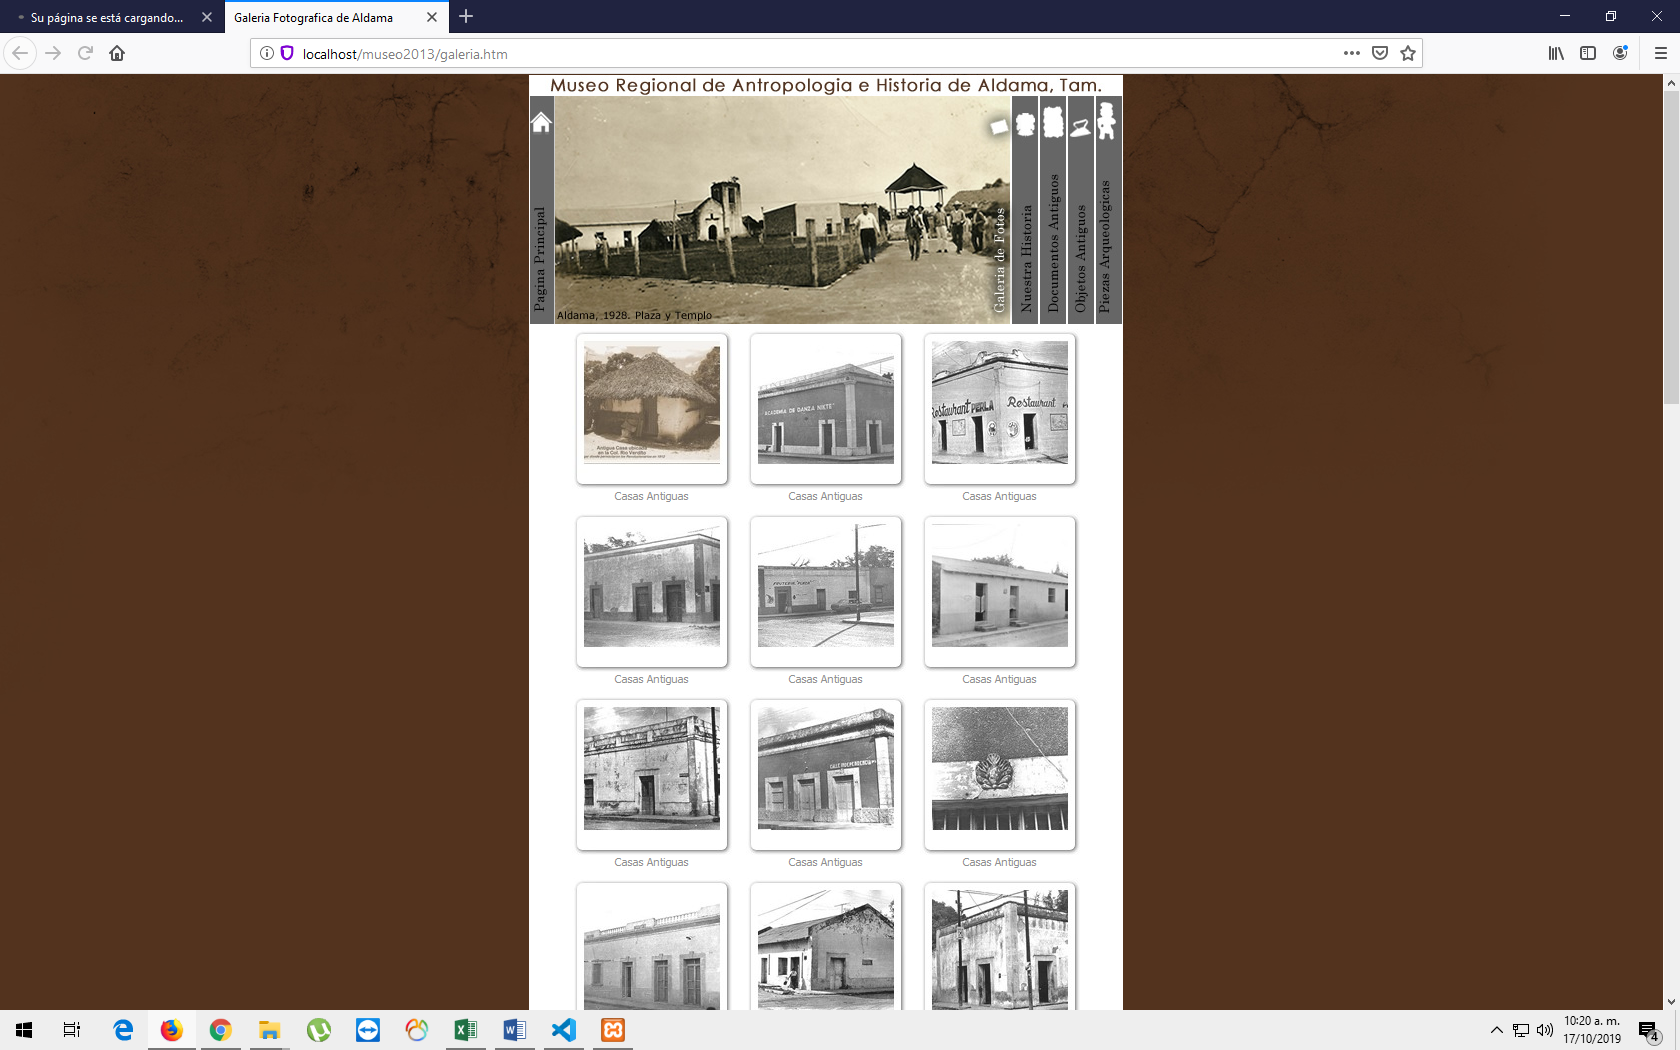 Su página se está cargando...
Galeria Fotografica de Aldama
localhost/museo2013/galeria.htm
Museo Regional de Antropologia e Historia de Aldama, Tam.
Pagina Principal
Galeria de Fotos
Nuestra Historia
Documentos Antiguos
Objetos Antiguos
Piezas Arqueologicas
Aldama, 1928. Plaza y Templo
Antigua Casa ubicada
en la Col. Rio Verdito
"ACADEMIA DE DANZA NIKTE"
Restaurant PERLA
Restaurant
Casas Antiguas
Casas Antiguas
Casas Antiguas
Casas Antiguas
Casas Antiguas
Casas Antiguas
CALLE INDEPENDENCIA
Casas Antiguas
Casas Antiguas
Casas Antiguas
10:20 a. m.
17/10/2019
4